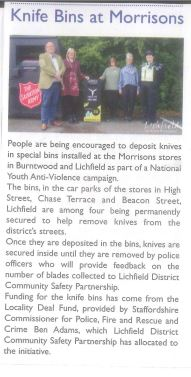 Knife Bins at Morrisons
THE
SALVATION
ARMY
Lichfield
People are being encouraged to deposit knives
in special bins installed at the Morrisons stores
in Burntwood and Lichfield as part of a National
Youth Anti-Violence campaign.
The bins, in the car parks of the stores in High
Street, Chase Terrace and Beacon Street,
Lichfield are among four being permanently
secured to help remove knives from the
district's streets.
Once they are deposited in the bins, knives are
secured inside until they are removed by police
officers who will provide feedback on the
number of blades collected to Lichfield District
Community Safety Partnership.
Funding for the knife bins has come from the
Locality Deal Fund, provided by Staffordshire
Commissioner for Police, Fire and Rescue and
Crime Ben Adams, which Lichfield District
Community Safety Partnership has allocated to
the initiative.